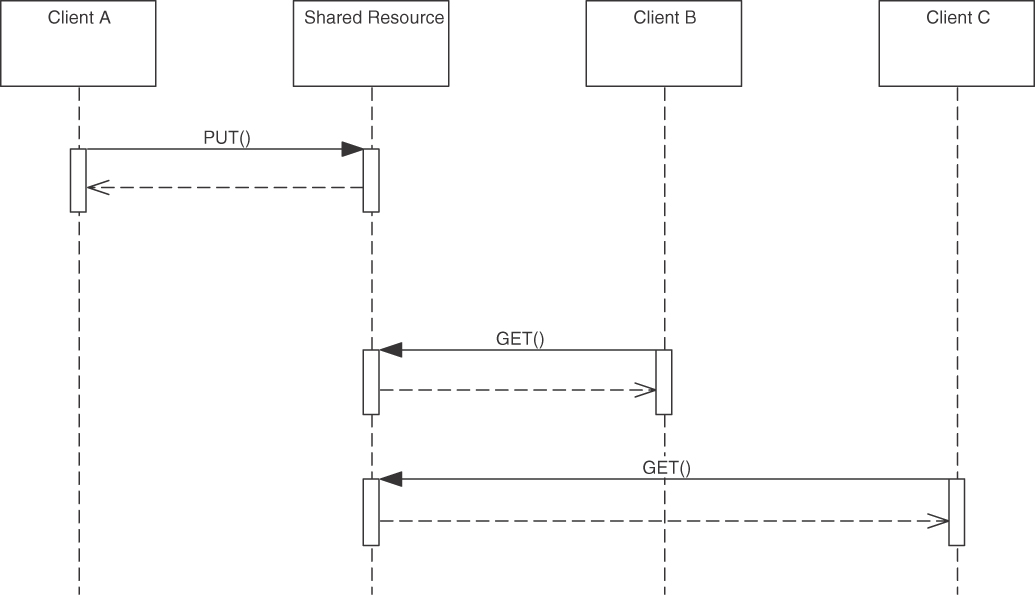 Client A
Shared Resource
Client B
Client C
PUT()
GET()
GET()